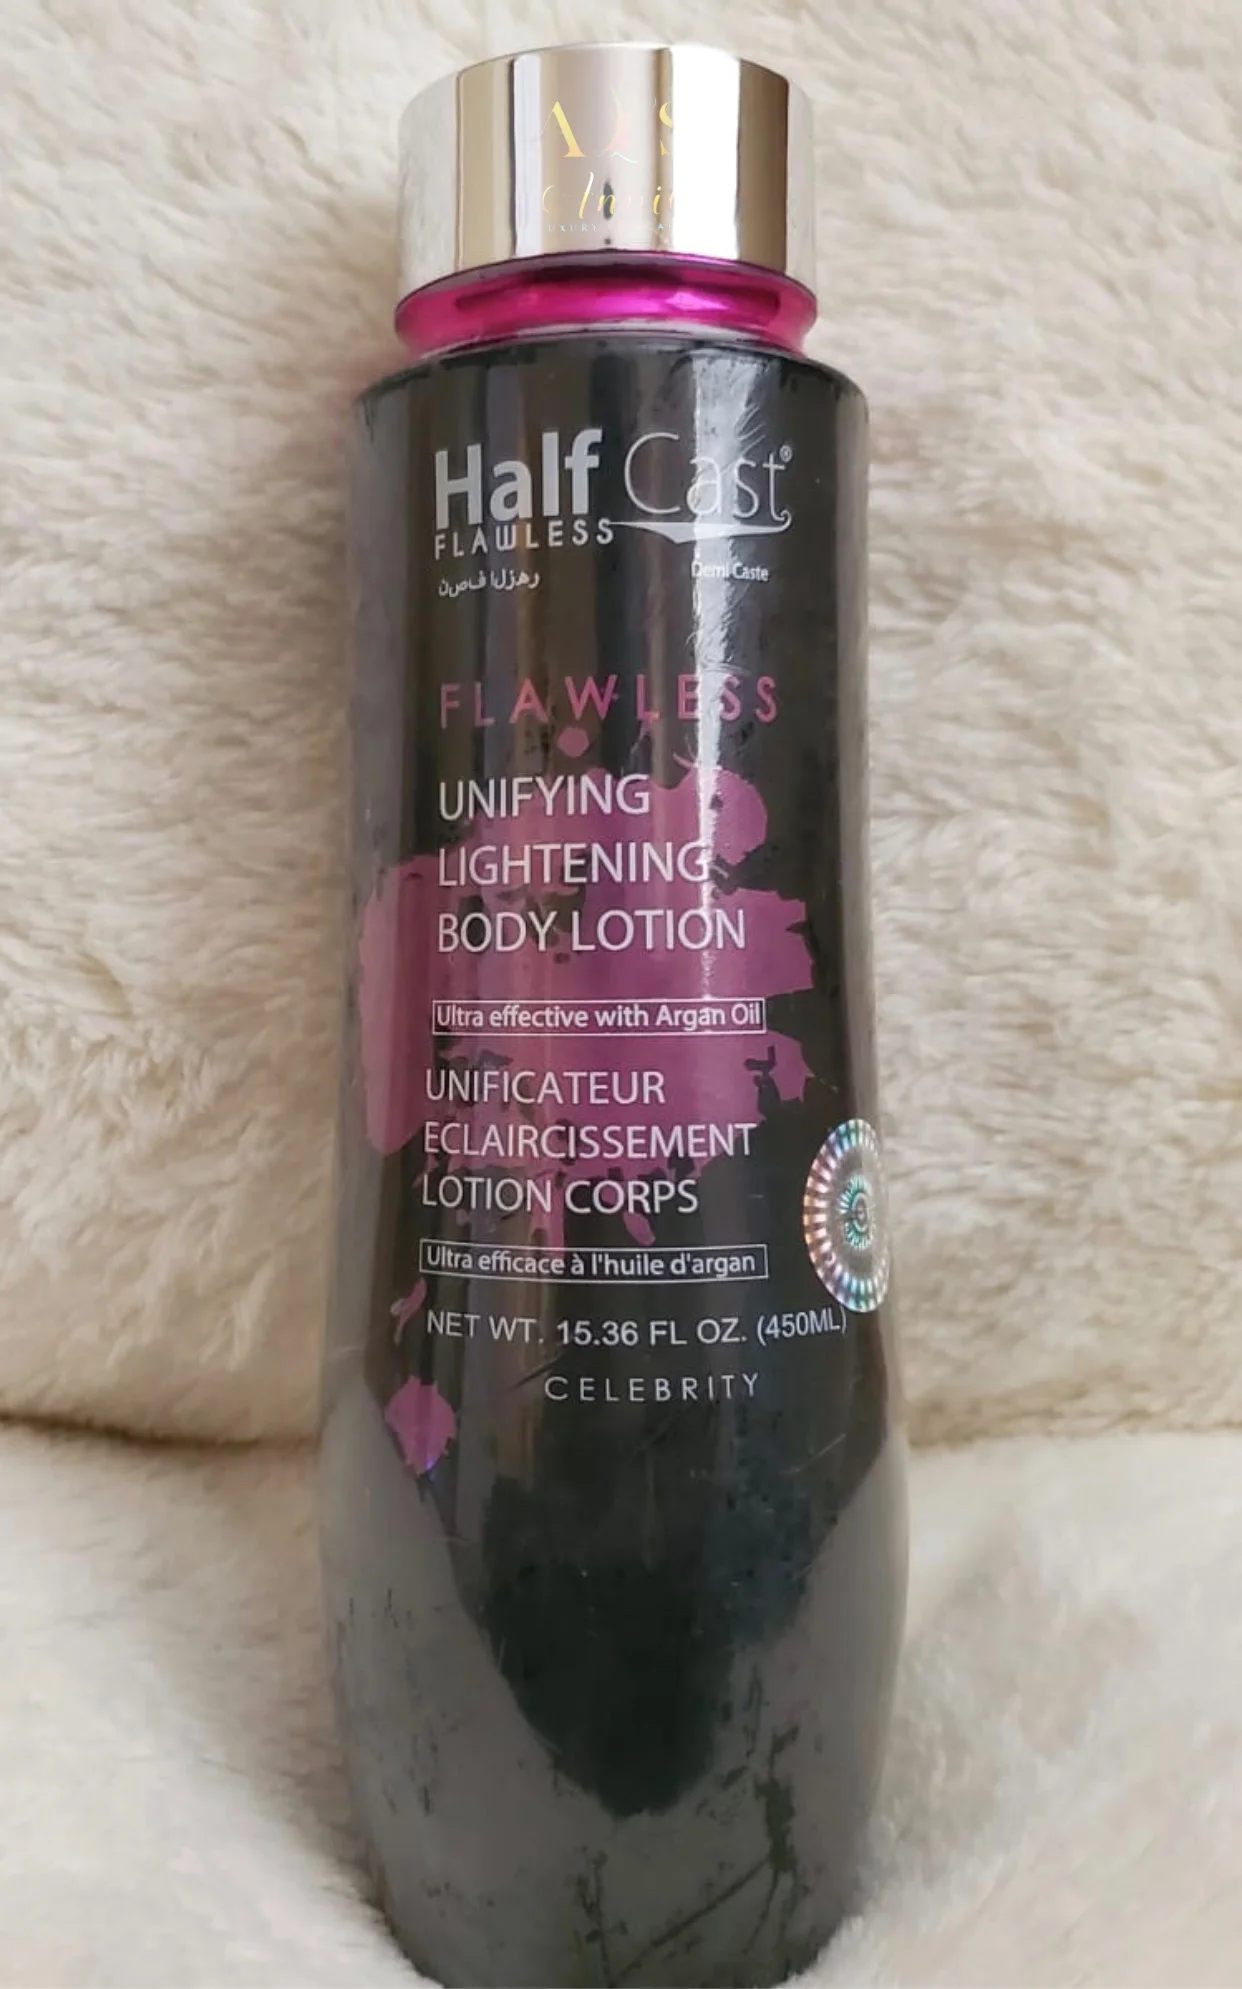 Half Cast®
FLAWLESS
Demi Caste
FLAWLESS
UNIFYING
LIGHTENING
BODY LOTION
Ultra effective with Argan Oil
UNIFICATEUR
ECLAIRCISSEMENT
LOTION CORPS
Ultra efficace à l'huile d'argan
NET WT. 15.36 FL OZ. (450ML)
CELEBRITY